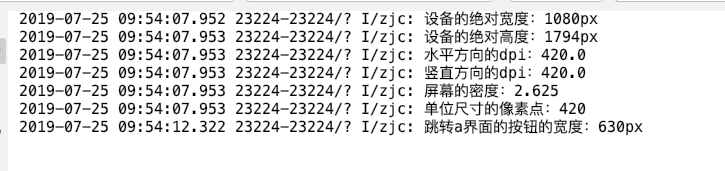 2019-07-25 09:54:07.952 23224-23224/? I/zjc: 设备的绝对宽度：1080px
2019-07-25 09:54:07.953 23224-23224/? I/zjc: 设备的绝对高度：1794px
2019-07-25 09:54:07.953 23224-23224/? I/zjc: 水平方向的dpi：420.0
2019-07-25 09:54:07.953 23224-23224/? I/zjc: 竖直方向的dpi：420.0
2019-07-25 09:54:07.953 23224-23224/? I/zjc: 屏幕的密度：2.625
2019-07-25 09:54:07.953 23224-23224/? I/zjc: 单位尺寸的像素点：420
2019-07-25 09:54:12.322 23224-23224/? I/zjc: 跳转a界面的按钮的宽度：630px